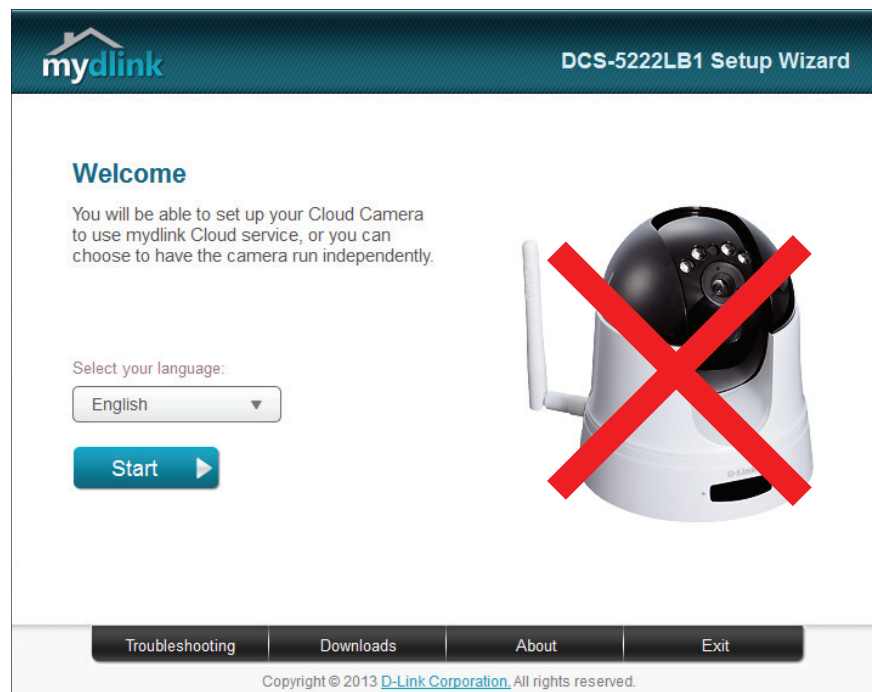 mydlink
DCS-5222LB1 Setup Wizard
Welcome
You will be able to set up your Cloud Camera
to use mydlink Cloud service, or you can
choose to have the camera run independently.
Select your language:
English
Start
D-Link
Troubleshooting
Downloads
About
Exit
Copyright © 2013 D-Link Corporation. All rights reserved.